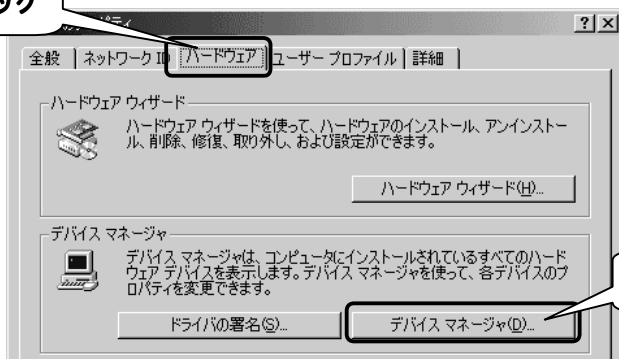 ック
パティ
全般
ネットワーク ID
ハードウェア
ユーザー プロファイル
詳細
ハードウェア ウィザード
ハードウェア ウィザードを使って、ハードウェアのインストール、アンインストー
ル、削除、修復、取り外し、および設定ができます。
ハードウェア ウィザード(H)...
デバイス マネージャ
デバイス マネージャは、コンピュータにインストールされているすべてのハード
ウェア デバイスを表示します。デバイス マネージャを使って、各デバイスのプ
ロパティを変更できます。
ドライバの署名(S)...
デバイス マネージャ(D)...